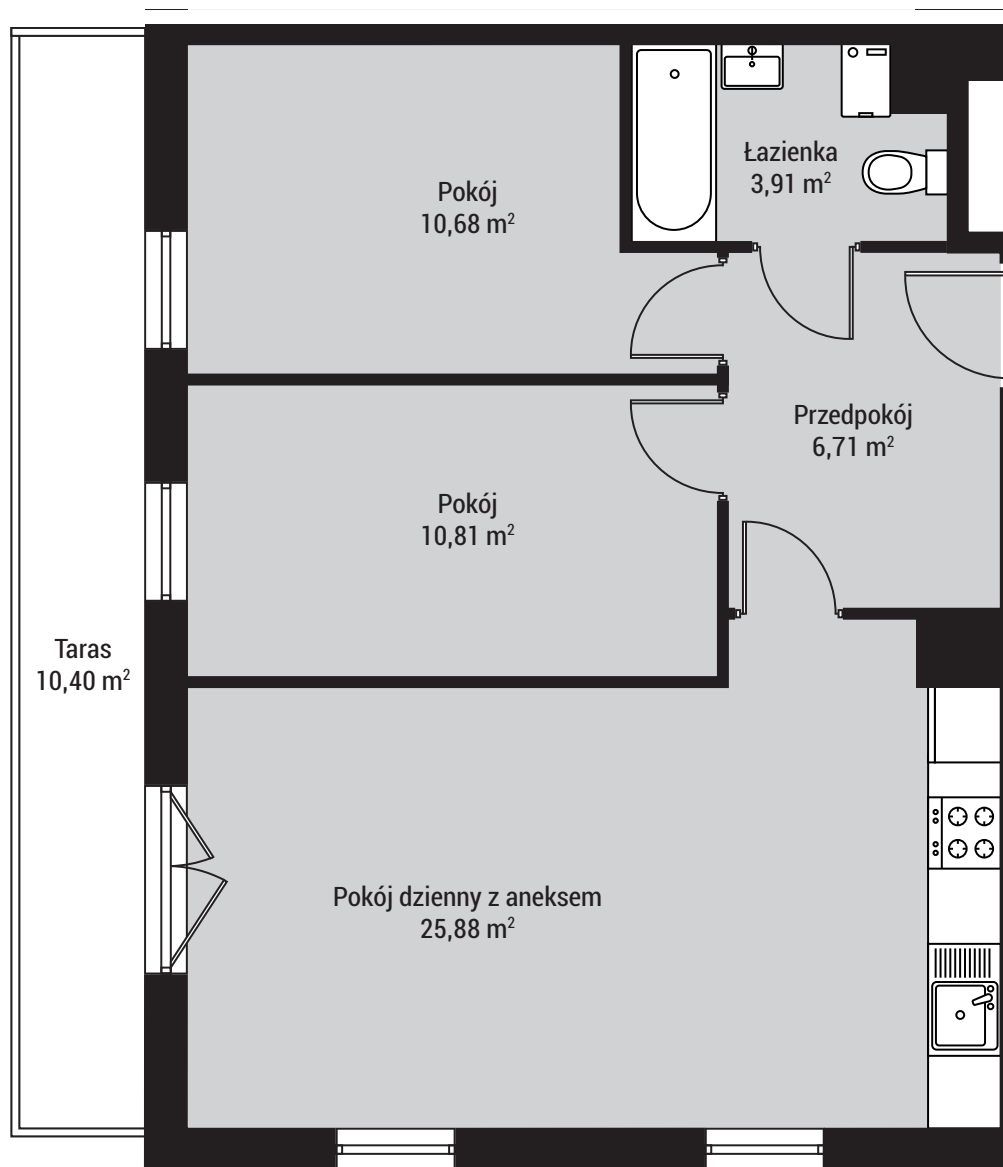 Pokój
10,68 m²
Łazienka
3,91 m²
Przedpokój
6,71 m²
Pokój
10,81 m²
Taras
10,40 m²
Pokój dzienny z aneksem
25,88 m²